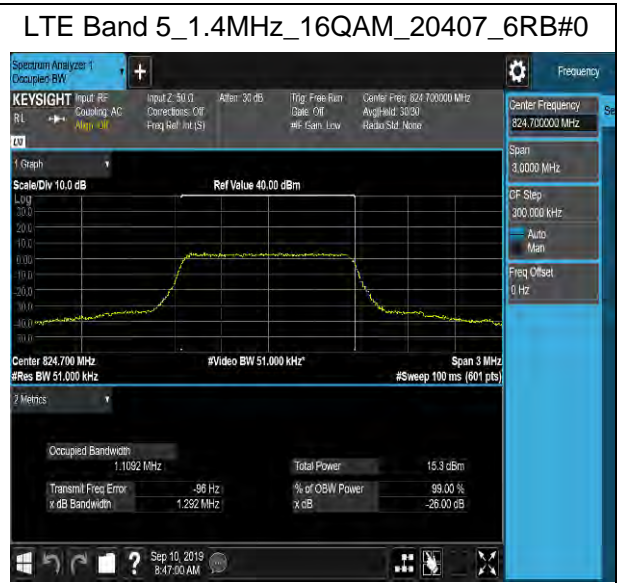 LTE Band 5_1.4MHz_16QAM_20407_6RB#0
Spectrum Analyzer 1
Occupied BW
+
Frequency
KEYSIGHT Input: RF
Coupling: AC
Align: Off
RL
Input Z: 50 Ω
Corrections: Off
Freq Ref: Int (S)
Atten: 30 dB
Trig: Free Run
Gate: Off
#IF Gain: Low
Center Freq: 824.700000 MHz
Avg|Hold: 30/30
Radio Std: None
LXI
Center Frequency
824.700000 MHz
Span
3.0000 MHz
CF Step
300.000 kHz
Auto
Man
Freq Offset
0 Hz
1 Graph
Scale/Div 10.0 dB
Ref Value 40.00 dBm
Log
30.0
20.0
10.0
0.00
-10.0
-20.0
-30.0
-40.0
-50.0
Center 824.700 MHz
#Res BW 51.000 kHz
#Video BW 51.000 kHz*
Span 3 MHz
#Sweep 100 ms (601 pts)
2 Metrics
Occupied Bandwidth
1.1092 MHz
Total Power 15.3 dBm
Transmit Freq Error -96 Hz
% of OBW Power 99.00 %
x dB Bandwidth 1.292 MHz
x dB -26.00 dB
? Sep 10, 2019
8:47:00 AM